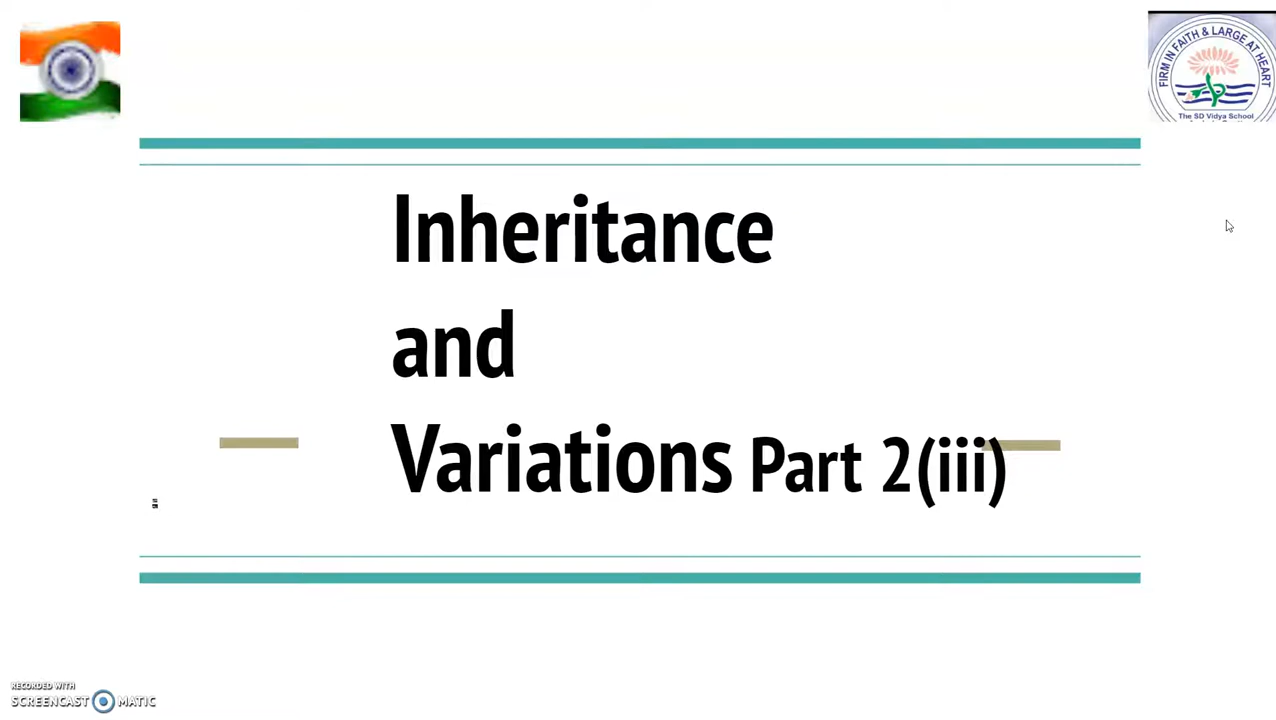 FIRM IN FAITH & LARGE AT HEART
The SD Vidya School
Inheritance
and
Variations Part 2(iii)
RECORDED WITH
SCREENCAST MATIC